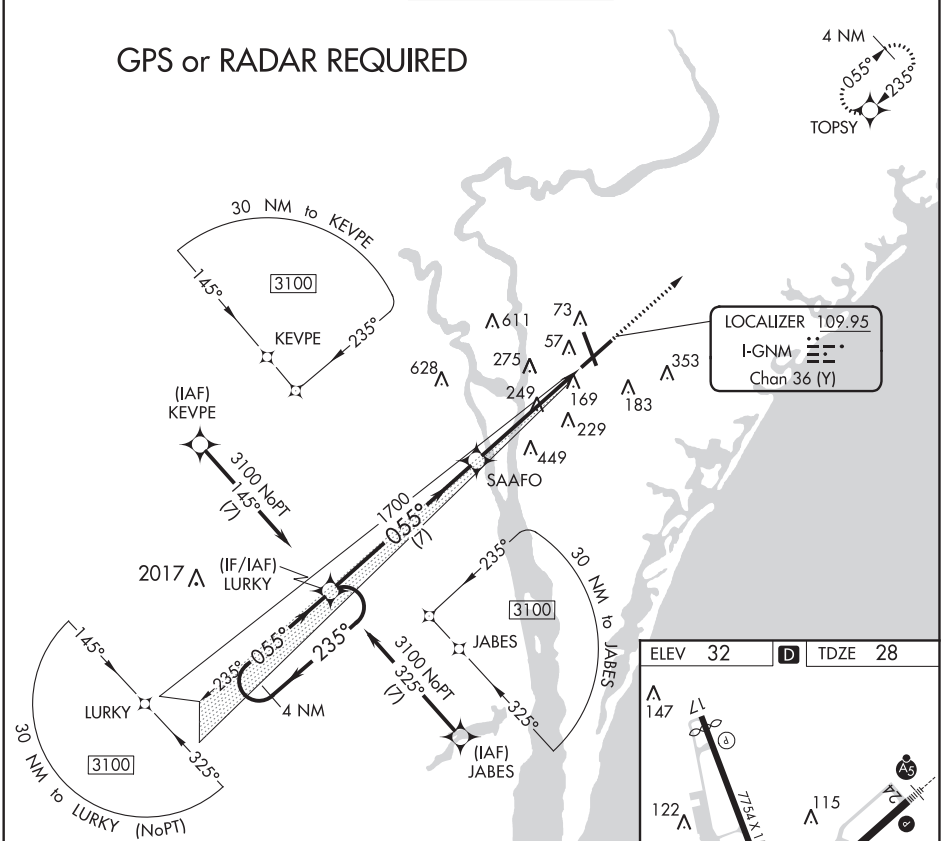 GPS or RADAR REQUIRED
4 NM
055°
235°
TOPSY
30 NM to KEVPE
3100
145°
235°
KEVPE
(IAF)
KEVPE
3100 NoPT
145°
(7)
611
73
57
275
628
249
169
353
183
229
449
LOCALIZER 109.95
I-GNM
Chan 36 (Y)
SAAFO
1700
055°
(7)
2017
(IF/IAF)
LURKY
055°
235°
235°
4 NM
235°
3100
30 NM to JABES
JABES
325°
3100 NoPT
325°
(7)
(IAF)
JABES
145°
LURKY
325°
3100
30 NM to LURKY (NoPT)
ELEV 32
D
TDZE 28
147
17
P
A5
24
122
7754 X 1
115
P